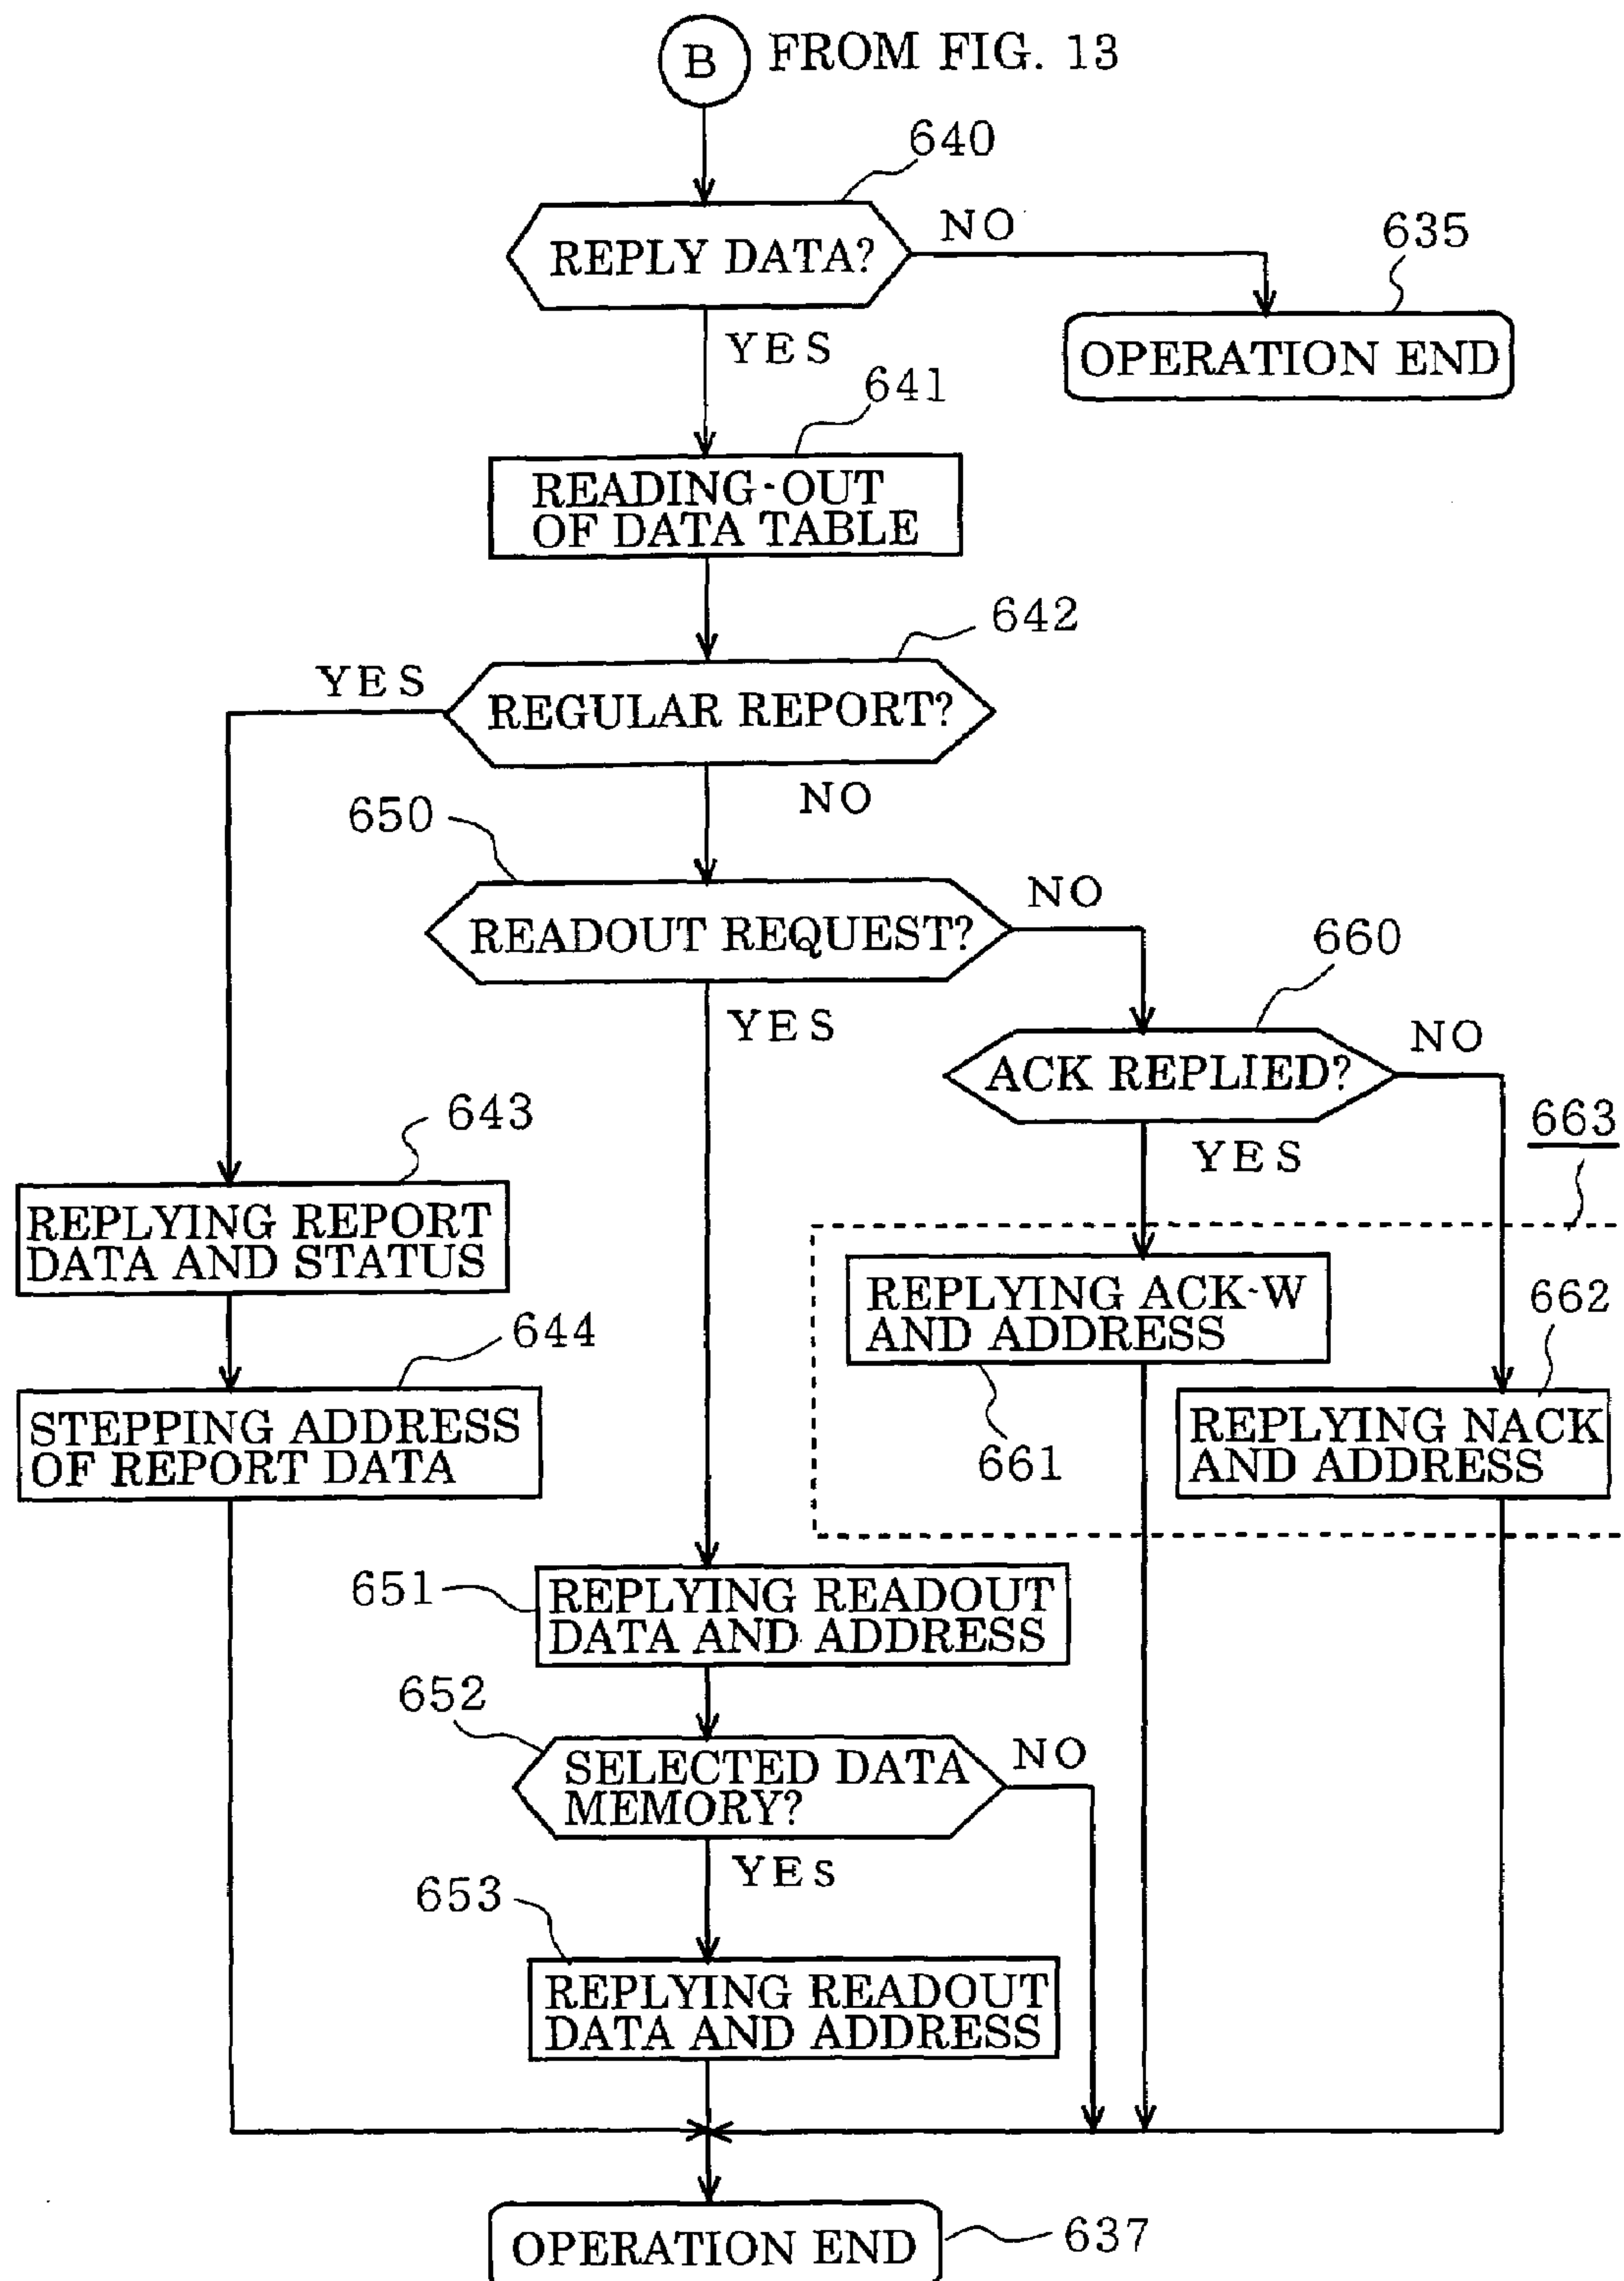 B FROM FIG. 13
640
REPLY DATA?
NO
635
OPERATION END
YES
641
READING-OUT
OF DATA TABLE
642
YES
REGULAR REPORT?
NO
650
READOUT REQUEST?
NO
660
YES
ACK REPLIED?
NO
663
643
YES
REPLYING REPORT
DATA AND STATUS
REPLYING ACK-W
AND ADDRESS
662
644
661
STEPPING ADDRESS
OF REPORT DATA
REPLYING NACK
AND ADDRESS
651
REPLYING READOUT
DATA AND ADDRESS
652
SELECTED DATA
MEMORY?
NO
YES
653
REPLYING READOUT
DATA AND ADDRESS
OPERATION END
637